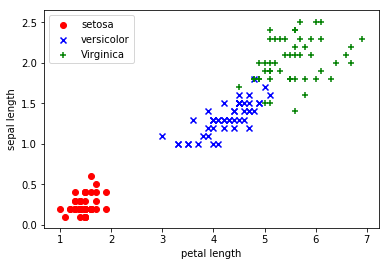 setosa
versicolor
Virginica
2.5
2.0
1.5
1.0
0.5
0.0
sepal length
1 2 3 4 5 6 7
petal length